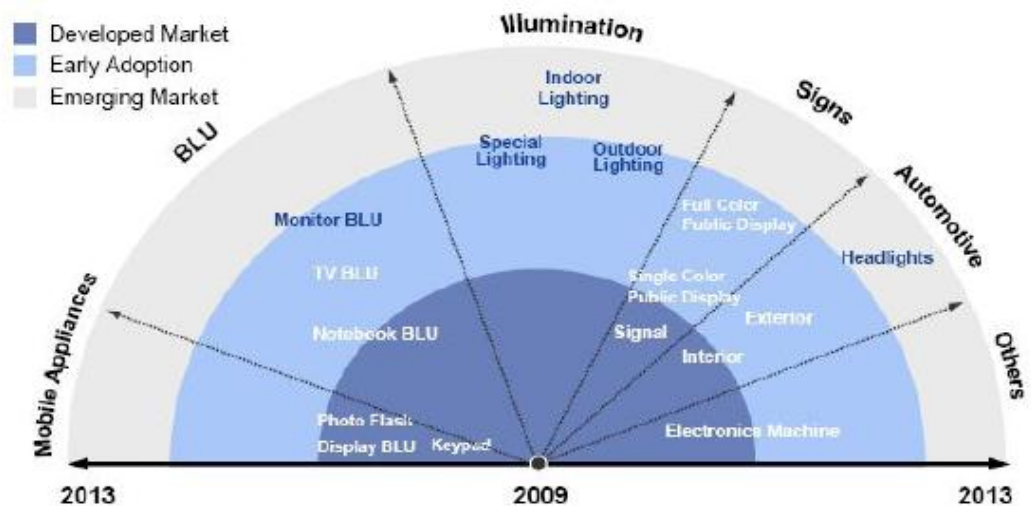 Developed Market
Early Adoption
Emerging Market
Illumination
BLU
Signs
Automotive
Mobile Appliances
Others
Indoor
Lighting
Special
Lighting
Outdoor
Lighting
Monitor BLU
Full Color
Public Display
TV BLU
Headlights
Single Color
Public Display
Notebook BLU
Signal
Exterior
Interior
Photo Flash
Display BLU
Keypad
Electronics Machine
2013
2009
2013